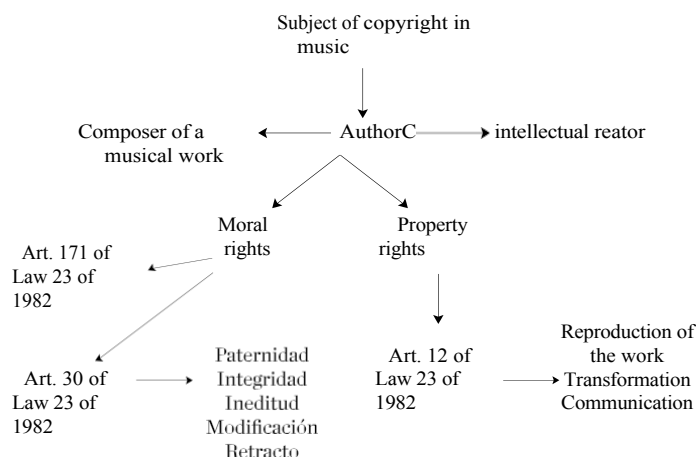 Subject of copyright in
music
Composer of a
musical work
AuthorC
intellectual reator
Moral
rights
Property
rights
Art. 171 of
Law 23 of
1982
Art. 30 of
Law 23 of
1982
Paternidad
Integridad
Ineditud
Modificación
Retracto
Art. 12 of
Law 23 of
1982
Reproduction of
the work
Transformation
Communication